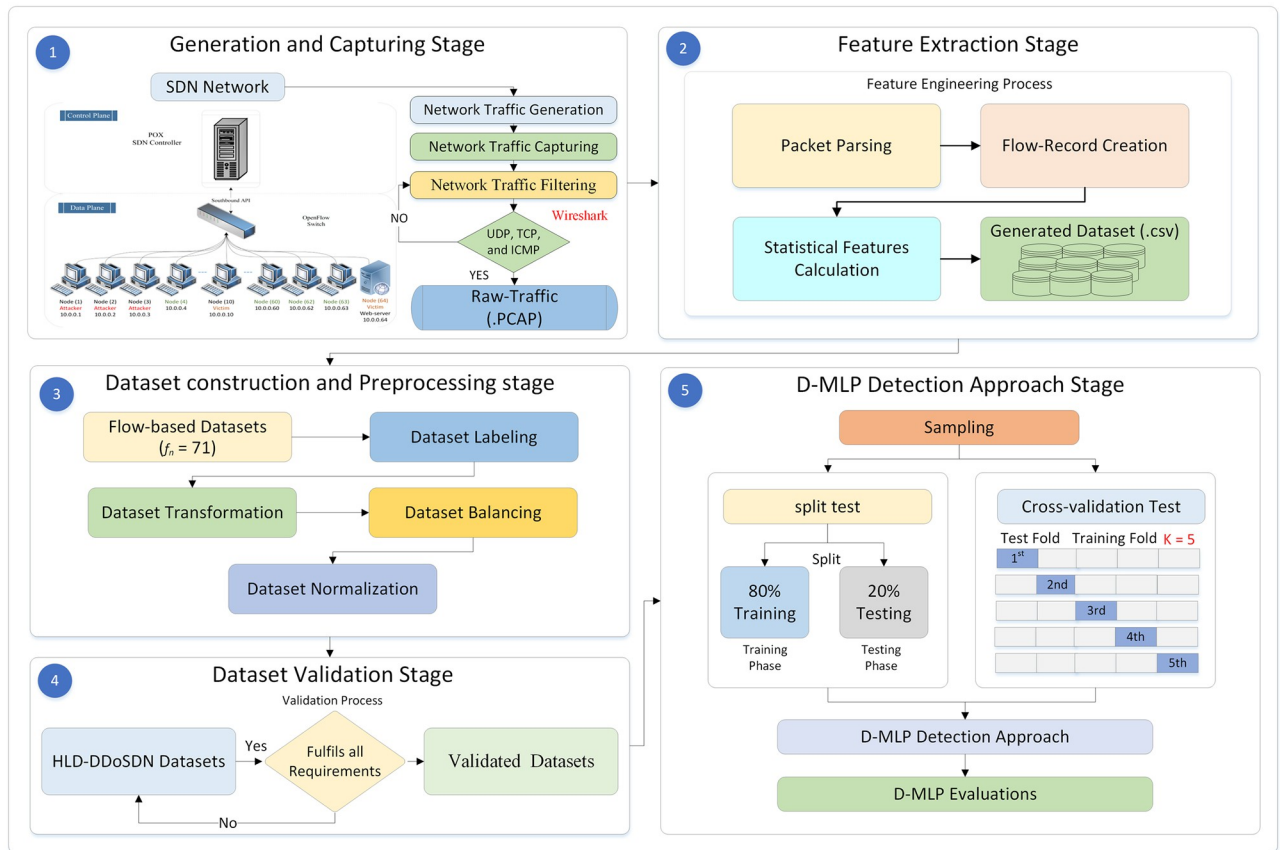 1
Generation and Capturing Stage
SDN Network
Control Plane
POX
SDN Controller
Southbound API
Data Plane
OpenFlow
Switch
Node (1)
Attacker
10.0.0.1
Node (2)
Attacker
10.0.0.2
Node (3)
Attacker
10.0.0.3
Node (4)
10.0.0.4
Node (10)
Victim
10.0.0.10
Node (60)
10.0.0.60
Node (62)
10.0.0.62
Node (63)
10.0.0.63
Node (64)
Victim
Web-server
10.0.0.64
Network Traffic Generation
Network Traffic Capturing
Network Traffic Filtering
Wireshark
NO
UDP, TCP,
and ICMP
YES
Raw-Traffic
(.PCAP)
2
Feature Extraction Stage
Feature Engineering Process
Packet Parsing
Flow-Record Creation
Statistical Features
Calculation
Generated Dataset (.csv)
3
Dataset construction and Preprocessing stage
Flow-based Datasets
(fn = 71)
Dataset Labeling
Dataset Transformation
Dataset Balancing
Dataset Normalization
4
Dataset Validation Stage
Validation Process
HLD-DDoSDN Datasets
Yes
Fulfils all
Requirements
Validated Datasets
No
5
D-MLP Detection Approach Stage
Sampling
split test
Split
80%
Training
20%
Testing
Training
Phase
Testing
Phase
Cross-validation Test
Test Fold Training Fold K = 5
1st
2nd
3rd
4th
5th
D-MLP Detection Approach
D-MLP Evaluations